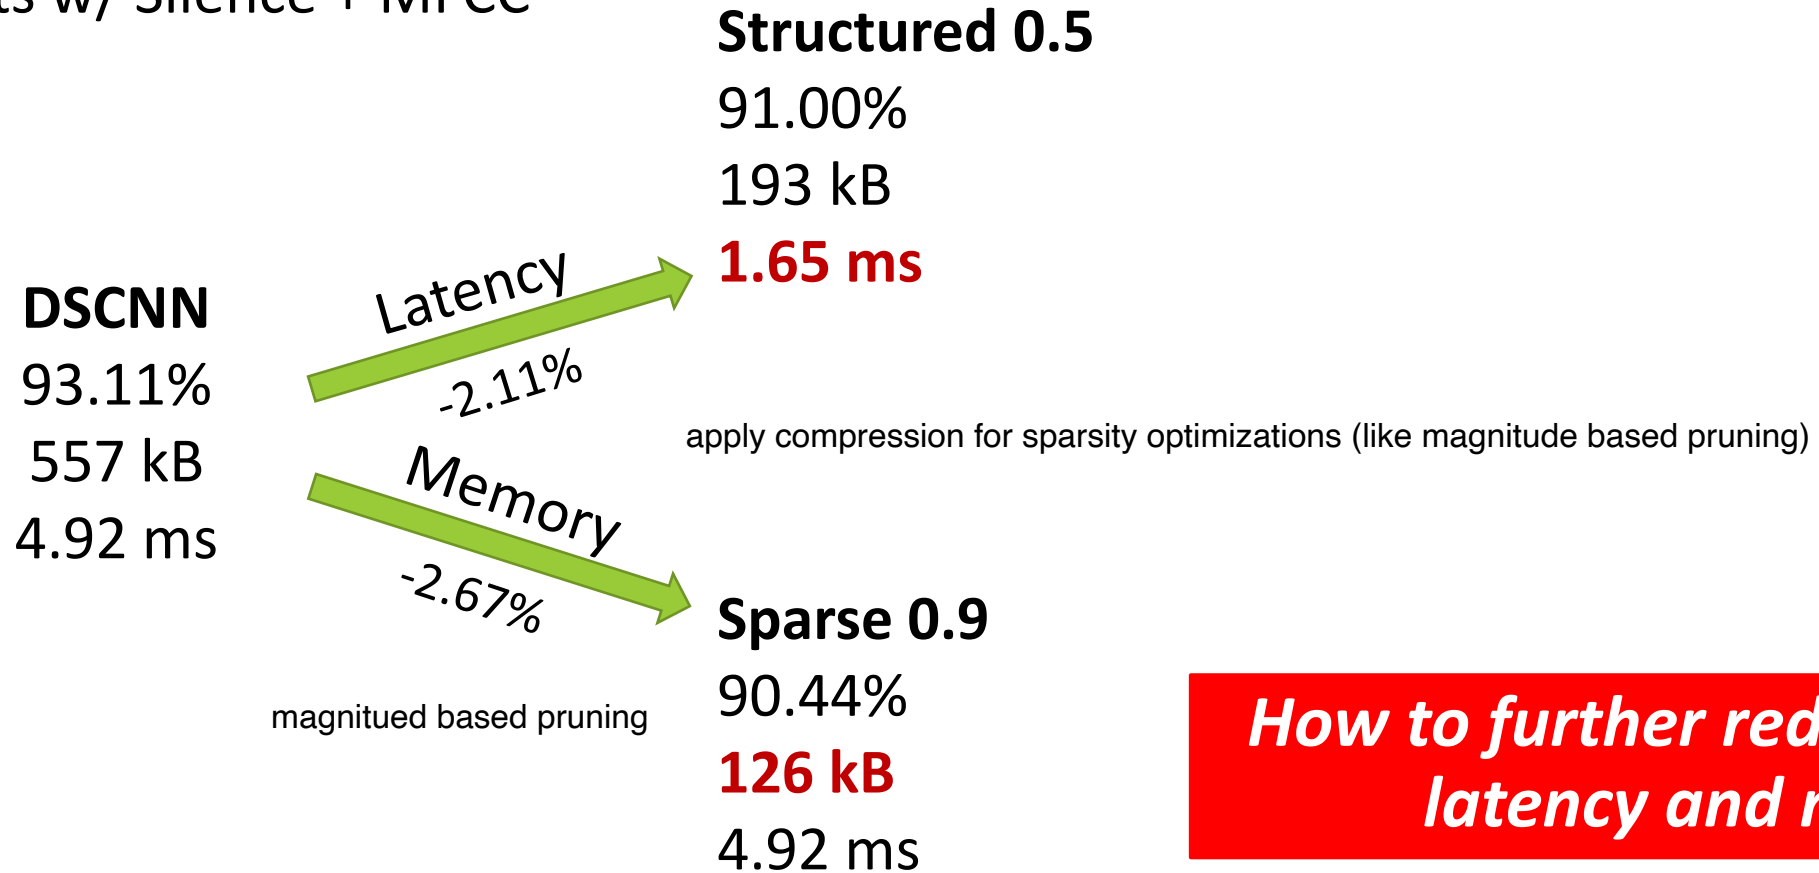 w/ Silence + MFCC
Structured 0.5
91.00%
193 kB
1.65 ms
DSCNN
93.11%
557 kB
4.92 ms
Latency
-2.11%
apply compression for sparsity optimizations (like magnitude based pruning)
Memory
-2.67%
magnitued based pruning
Sparse 0.9
90.44%
126 kB
4.92 ms
How to further
latency and